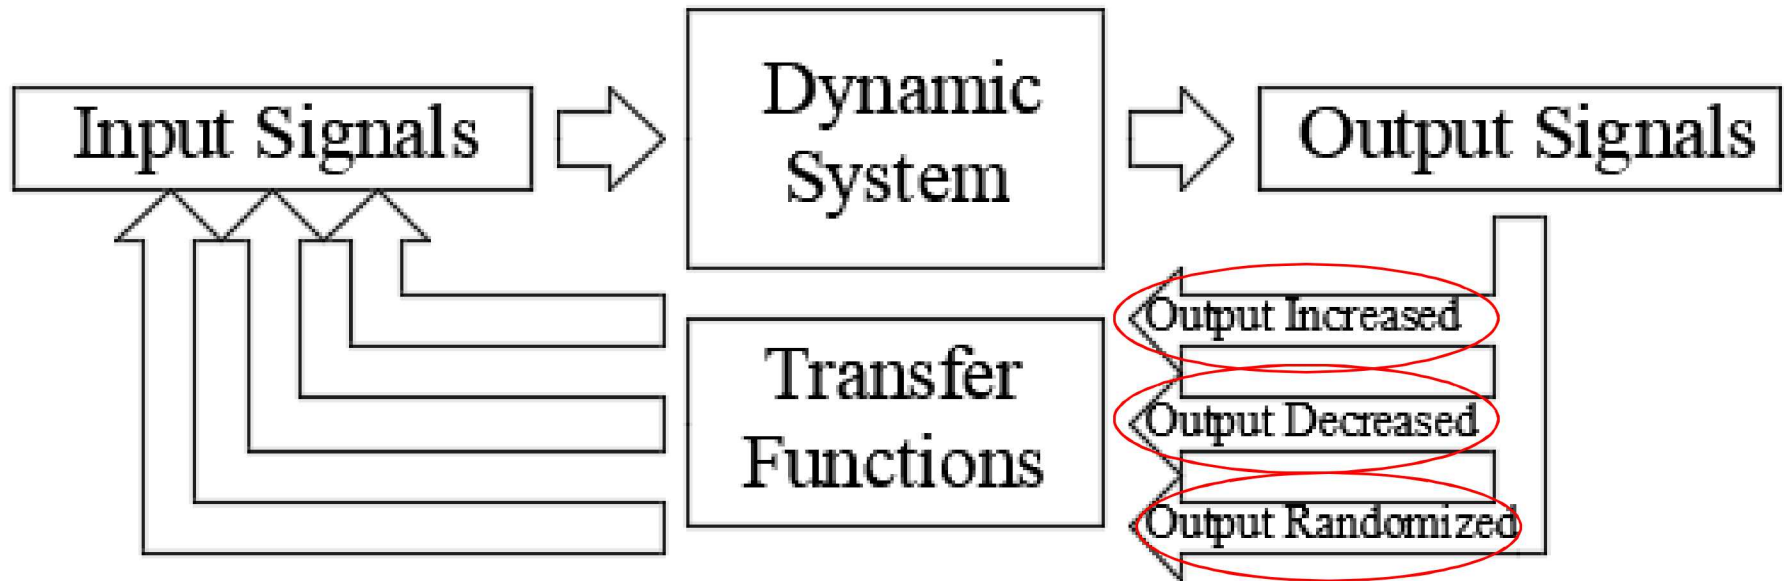 Input Signals
Dynamic
System
Output Signals
Transfer
Functions
Output Increased
Output Decreased
Output Randomized